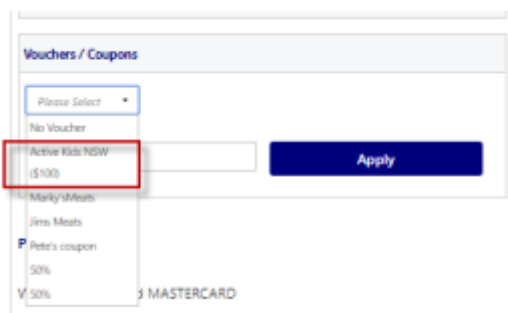 Vouchers / Coupons
Please Select
No Voucher
Active Kids NSW
($100)
Apply
Marky'sMeats
Jims Meats
Pete's coupon
50%
50%
MASTERCARD